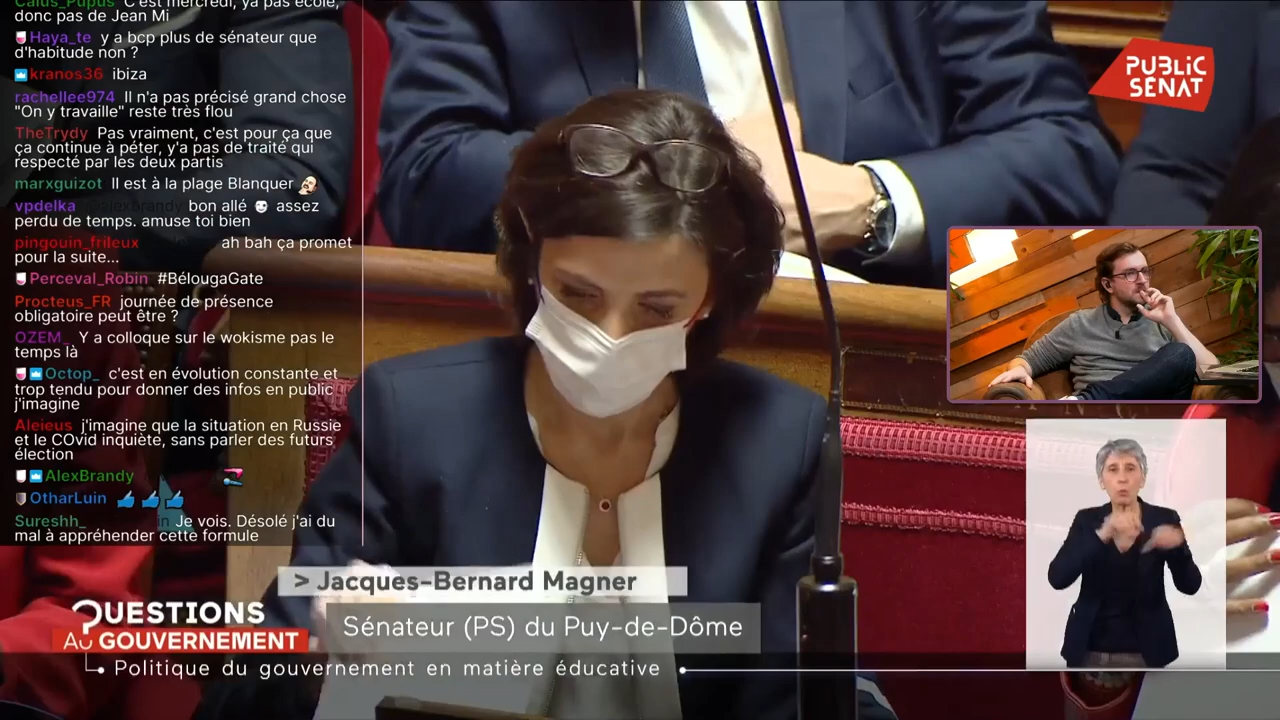 Caius_Pupus C'est mercredi, ya pas école,
donc pas de Jean Mi
Haya_te y a bcp plus de sénateur que
d'habitude non ?
kranos36 ibiza
rachellee974 Il n'a pas précisé grand chose
"On y travaille" reste très flou
TheTrydy Pas vraiment, c'est pour ça que
ça continue à péter, y'a pas de traité qui
respecté par les deux partis
marxguizot Il est à la plage Blanquer
vpdelka bon allé assez
perdu de temps. amuse toi bien
pingouin_frileux ah bah ça promet
pour la suite...
Perceval_Robin #BélougaGate
Procteus_FR journée de présence
obligatoire peut être ?
OZEM_ Y a colloque sur le wokisme pas le
temps là
Octop_ c'est en évolution constante et
trop tendu pour donner des infos en public
j'imagine
Aleieus j'imagine que la situation en Russie
et le COvid inquiète, sans parler des futurs
élection
AlexBrandy
OtharLuin
Sureshh_ Je vois. Désolé j'ai du
mal à appréhender cette formule
PUBLIC
SÉNAT
> Jacques-Bernard Magner
Sénateur (PS) du Puy-de-Dôme
QUESTIONS
AU GOUVERNEMENT
Politique du gouvernement en matière éducative